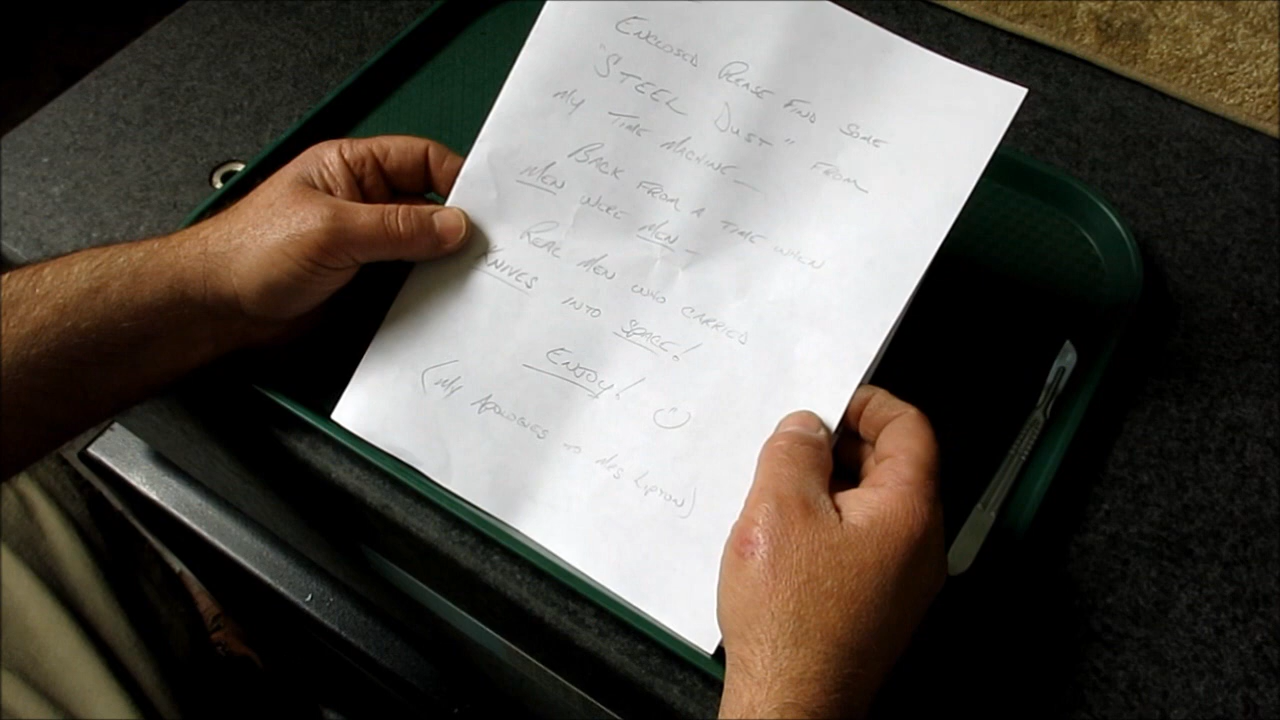 ENCLOSED PLEASE FIND SOME
"STEEL DUST" FROM
MY TIME MACHINE—
BACK FROM A TIME WHEN
MEN WERE MEN—
REAL MEN WHO CARRIED
KNIVES INTO SPACE!
ENJOY! ☺
(MY APOLOGIES TO MRS LIPTON)